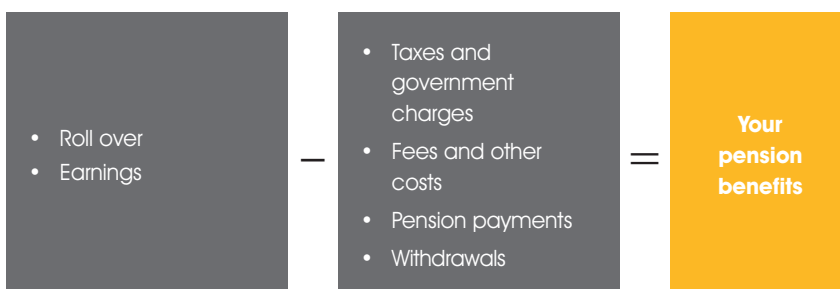 • Roll over
• Earnings
–
• Taxes and
government
charges
• Fees and other
costs
• Pension payments
• Withdrawals
=
Your
pension
benefits